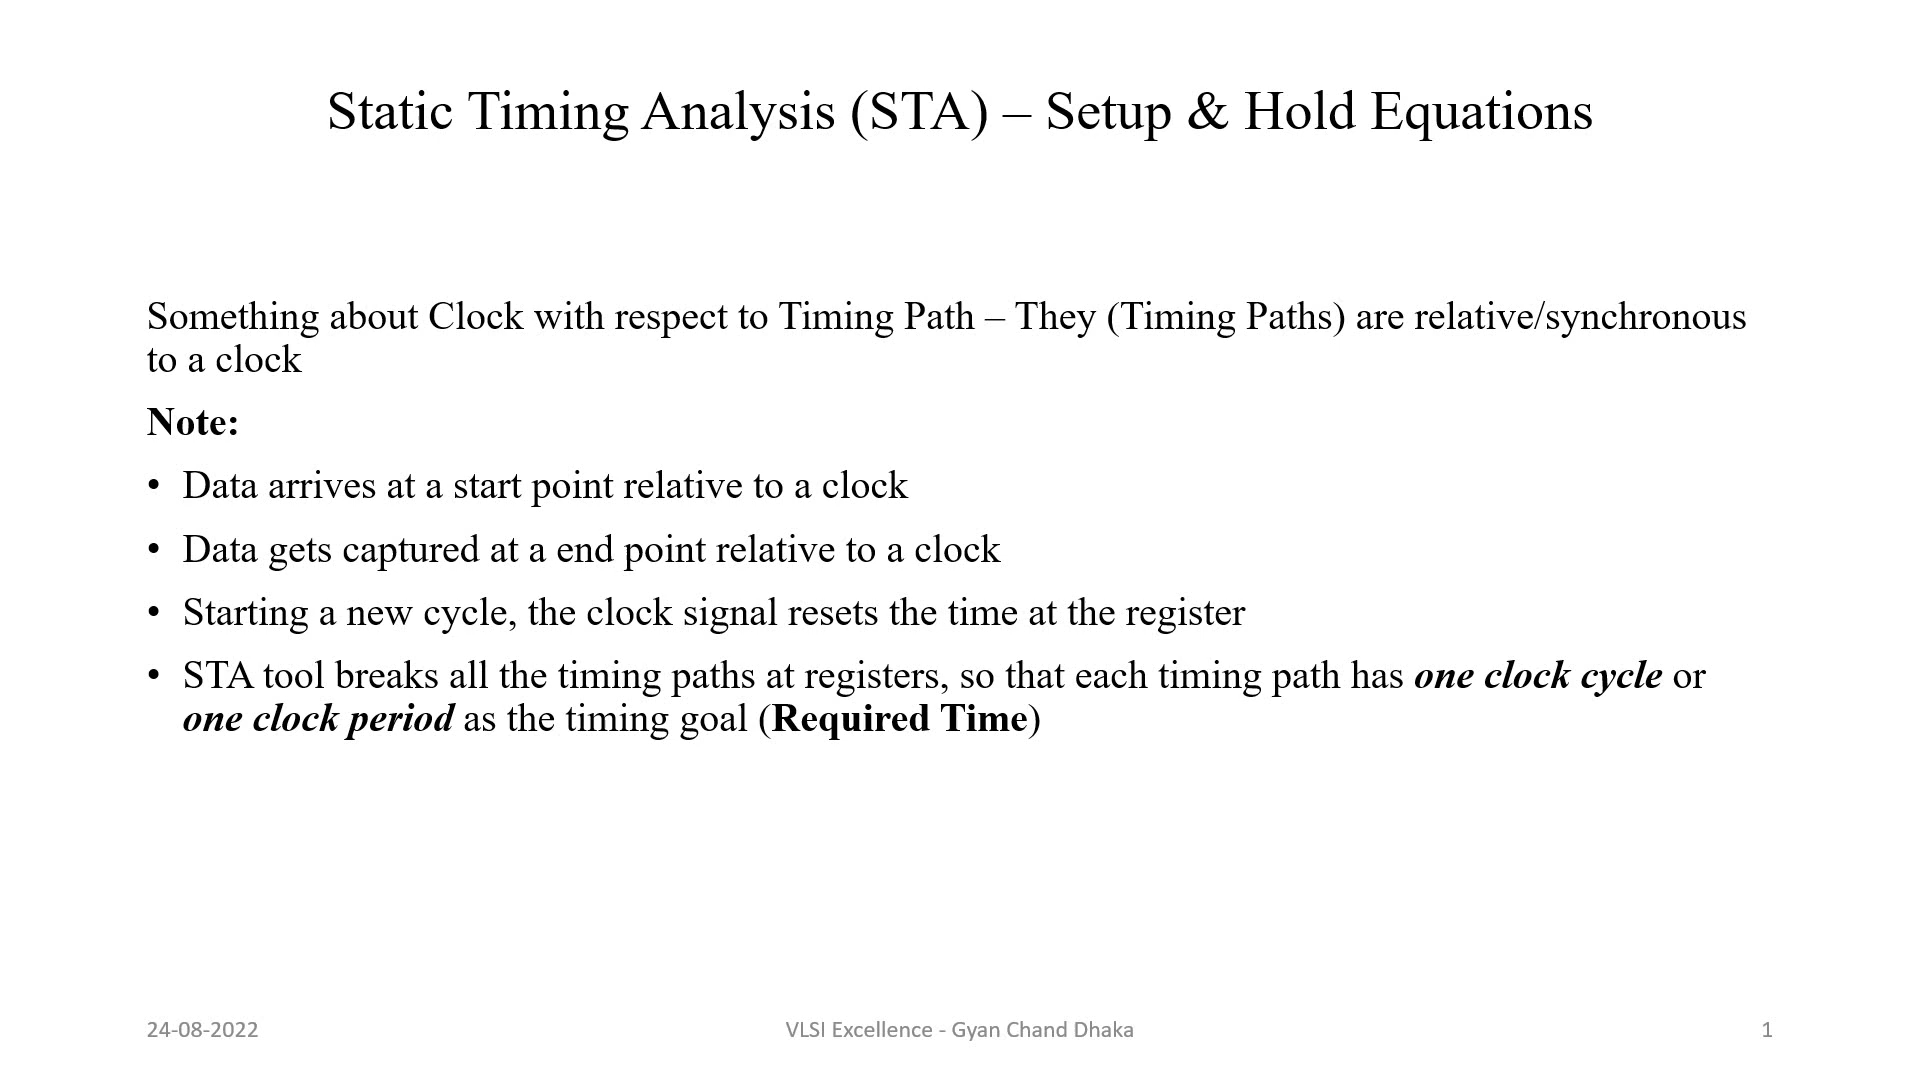 Static Timing Analysis (STA) – Setup & Hold Equations
Something about Clock with respect to Timing Path – They (Timing Paths) are relative/synchronous
to a clock
Note:
• Data arrives at a start point relative to a clock
• Data gets captured at a end point relative to a clock
• Starting a new cycle, the clock signal resets the time at the register
• STA tool breaks all the timing paths at registers, so that each timing path has one clock cycle or
one clock period as the timing goal (Required Time)
24-08-2022
VLSI Excellence - Gyan Chand Dhaka
1